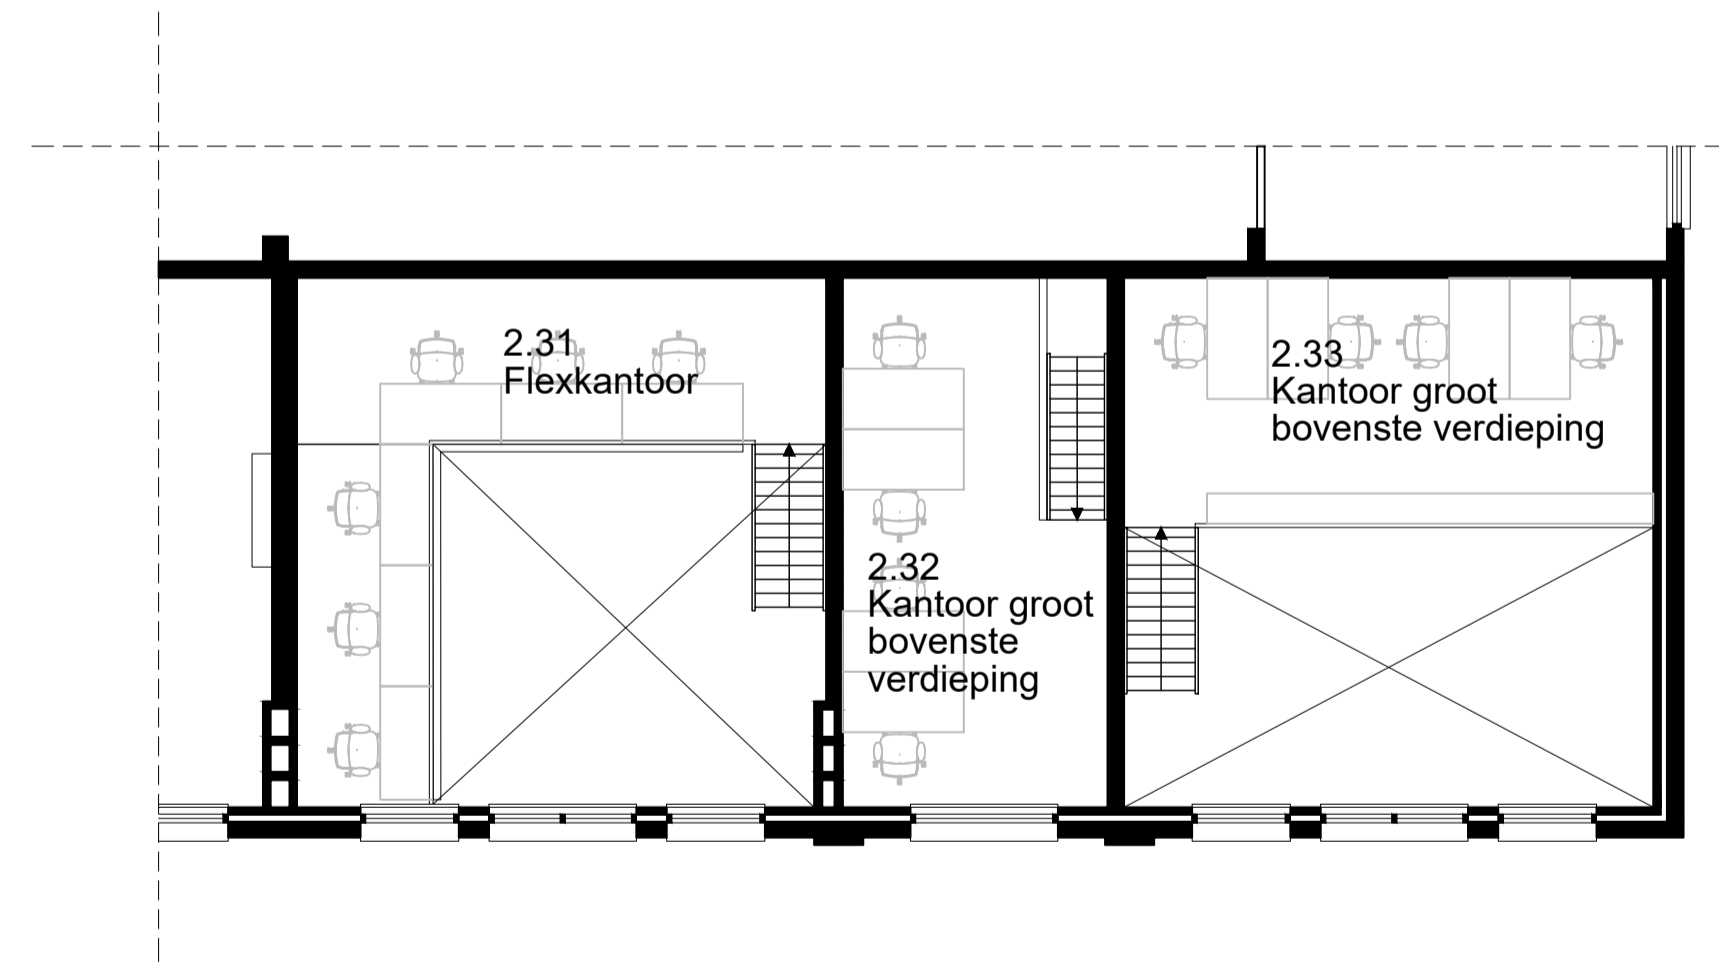 2.31
Flexkantoor
2.32
Kantoor groot
bovenste
verdieping
2.33
Kantoor groot
bovenste verdieping